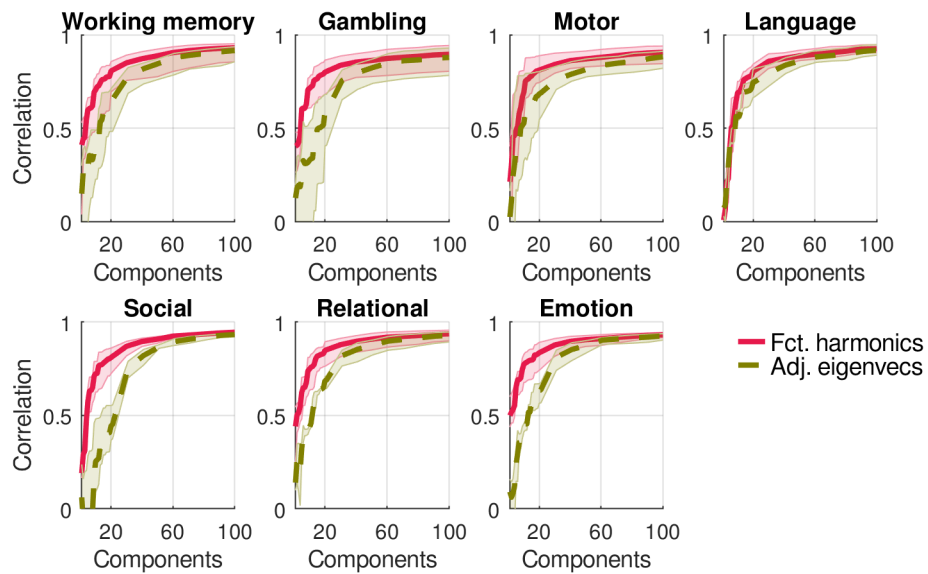 Working memory
Gambling
Motor
Language
Correlation
1
0.5
0
20 60 100
Components
1
0.5
0
20 60 100
Components
1
0.5
0
20 60 100
Components
1
0.5
0
20 60 100
Components
Social
Relational
Emotion
Correlation
1
0.5
0
20 60 100
Components
1
0.5
0
20 60 100
Components
1
0.5
0
20 60 100
Components
Fct. harmonics
Adj. eigenvecs